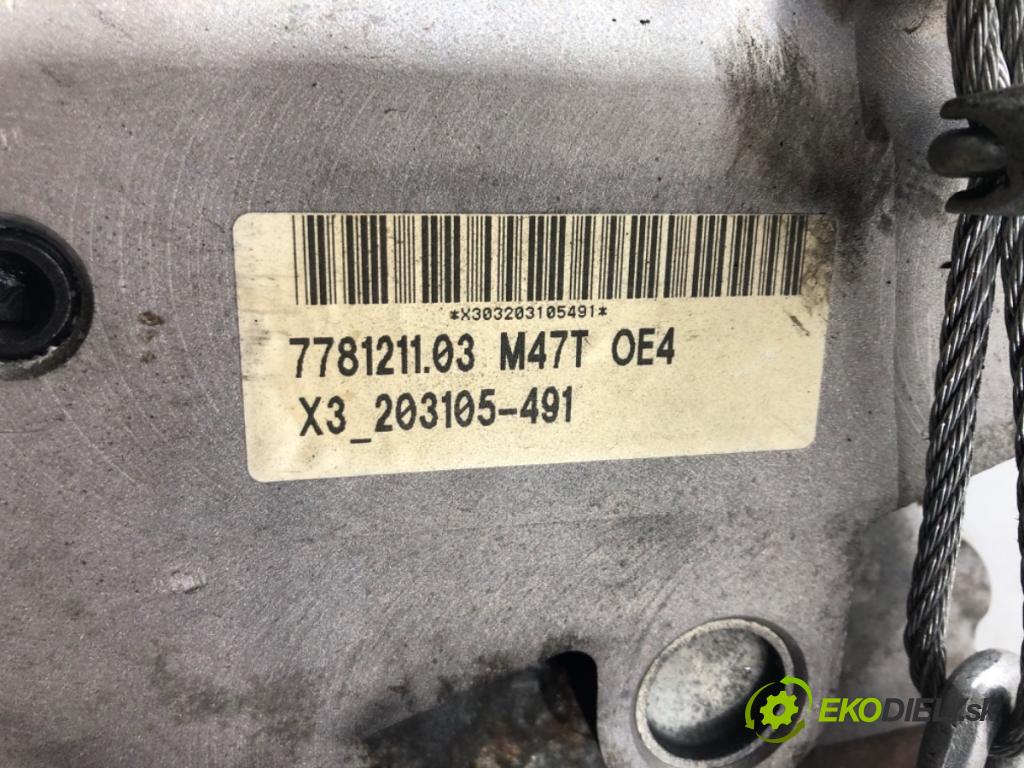 *X303203105491*
7781211.03 M47T OE4
X3_203105-491
EKODIELY.sk